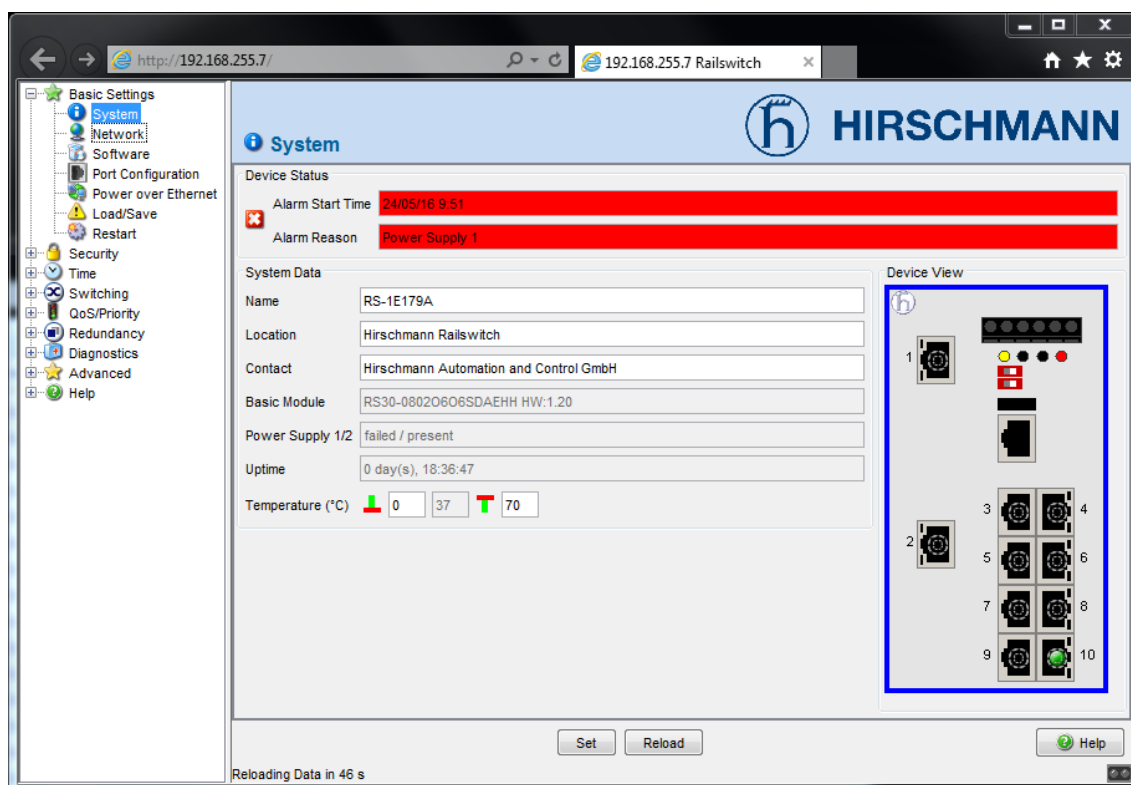 http://192.168.255.7/
192.168.255.7 Railswitch
Basic Settings
System
Network
Software
Port Configuration
Power over Ethernet
Load/Save
Restart
Security
Time
Switching
QoS/Priority
Redundancy
Diagnostics
Advanced
Help
System
HIRSCHMANN
Device Status
Alarm Start Time 24/05/16 9:51
Alarm Reason Power Supply 1
System Data
Name RS-1E179A
Location Hirschmann Railswitch
Contact Hirschmann Automation and Control GmbH
Basic Module RS30-0802O6O6SDAEHH HW:1.20
Power Supply 1/2 failed / present
Uptime 0 day(s), 18:36:47
Temperature (°C) 0 37 70
Device View
1
2
3 4
5 6
7 8
9 10
Set Reload Help
Reloading Data in 46 s